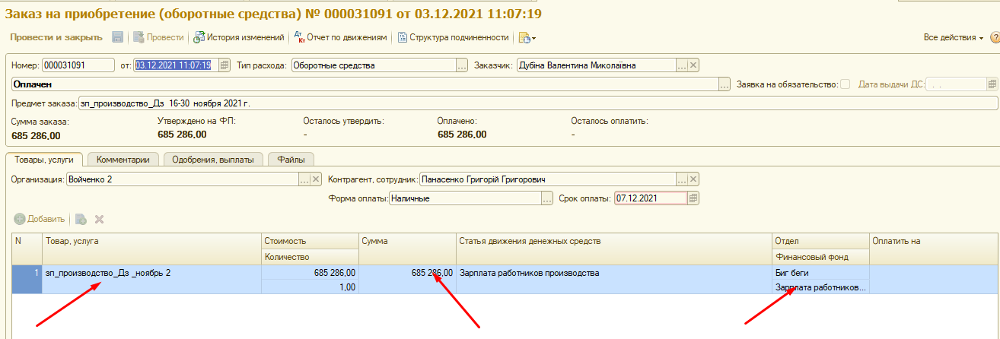 Заказ на приобретение (оборотные средства) № 000031091 от 03.12.2021 11:07:19
Провести и закрыть Провести История изменений Дт Кт Отчет по движениям Структура подчиненности Все действия
Номер: 000031091 от: 03.12.2021 11:07:19 Тип расхода: Оборотные средства ... Заказчик: Дубіна Валентина Миколаївна ...
Оплачен ... Заявка на обязательство: Дата выдачи ДС: . .
Предмет заказа: зп_производство_Дз 16-30 ноября 2021 г.
Сумма заказа: Утверждено на ФП: Осталось утвердить: Оплачено: Осталось оплатить:
685 286,00 685 286,00 - 685 286,00 -
Товары, услуги Комментарии Одобрения, выплаты Файлы
Организация: Войченко 2 ... Контрагент, сотрудник: Панасенко Григорій Григорович ...
Форма оплаты: Наличные ... Срок оплаты: 07.12.2021
Добавить
N Товар, услуга Стоимость Сумма Статья движения денежных средств Отдел Оплатить на
Количество Финансовый фонд
1 зп_производство_Дз _ноябрь 2 685 286,00 685 286,00 Зарплата работников производства Биг беги
1,00 Зарплата работников...